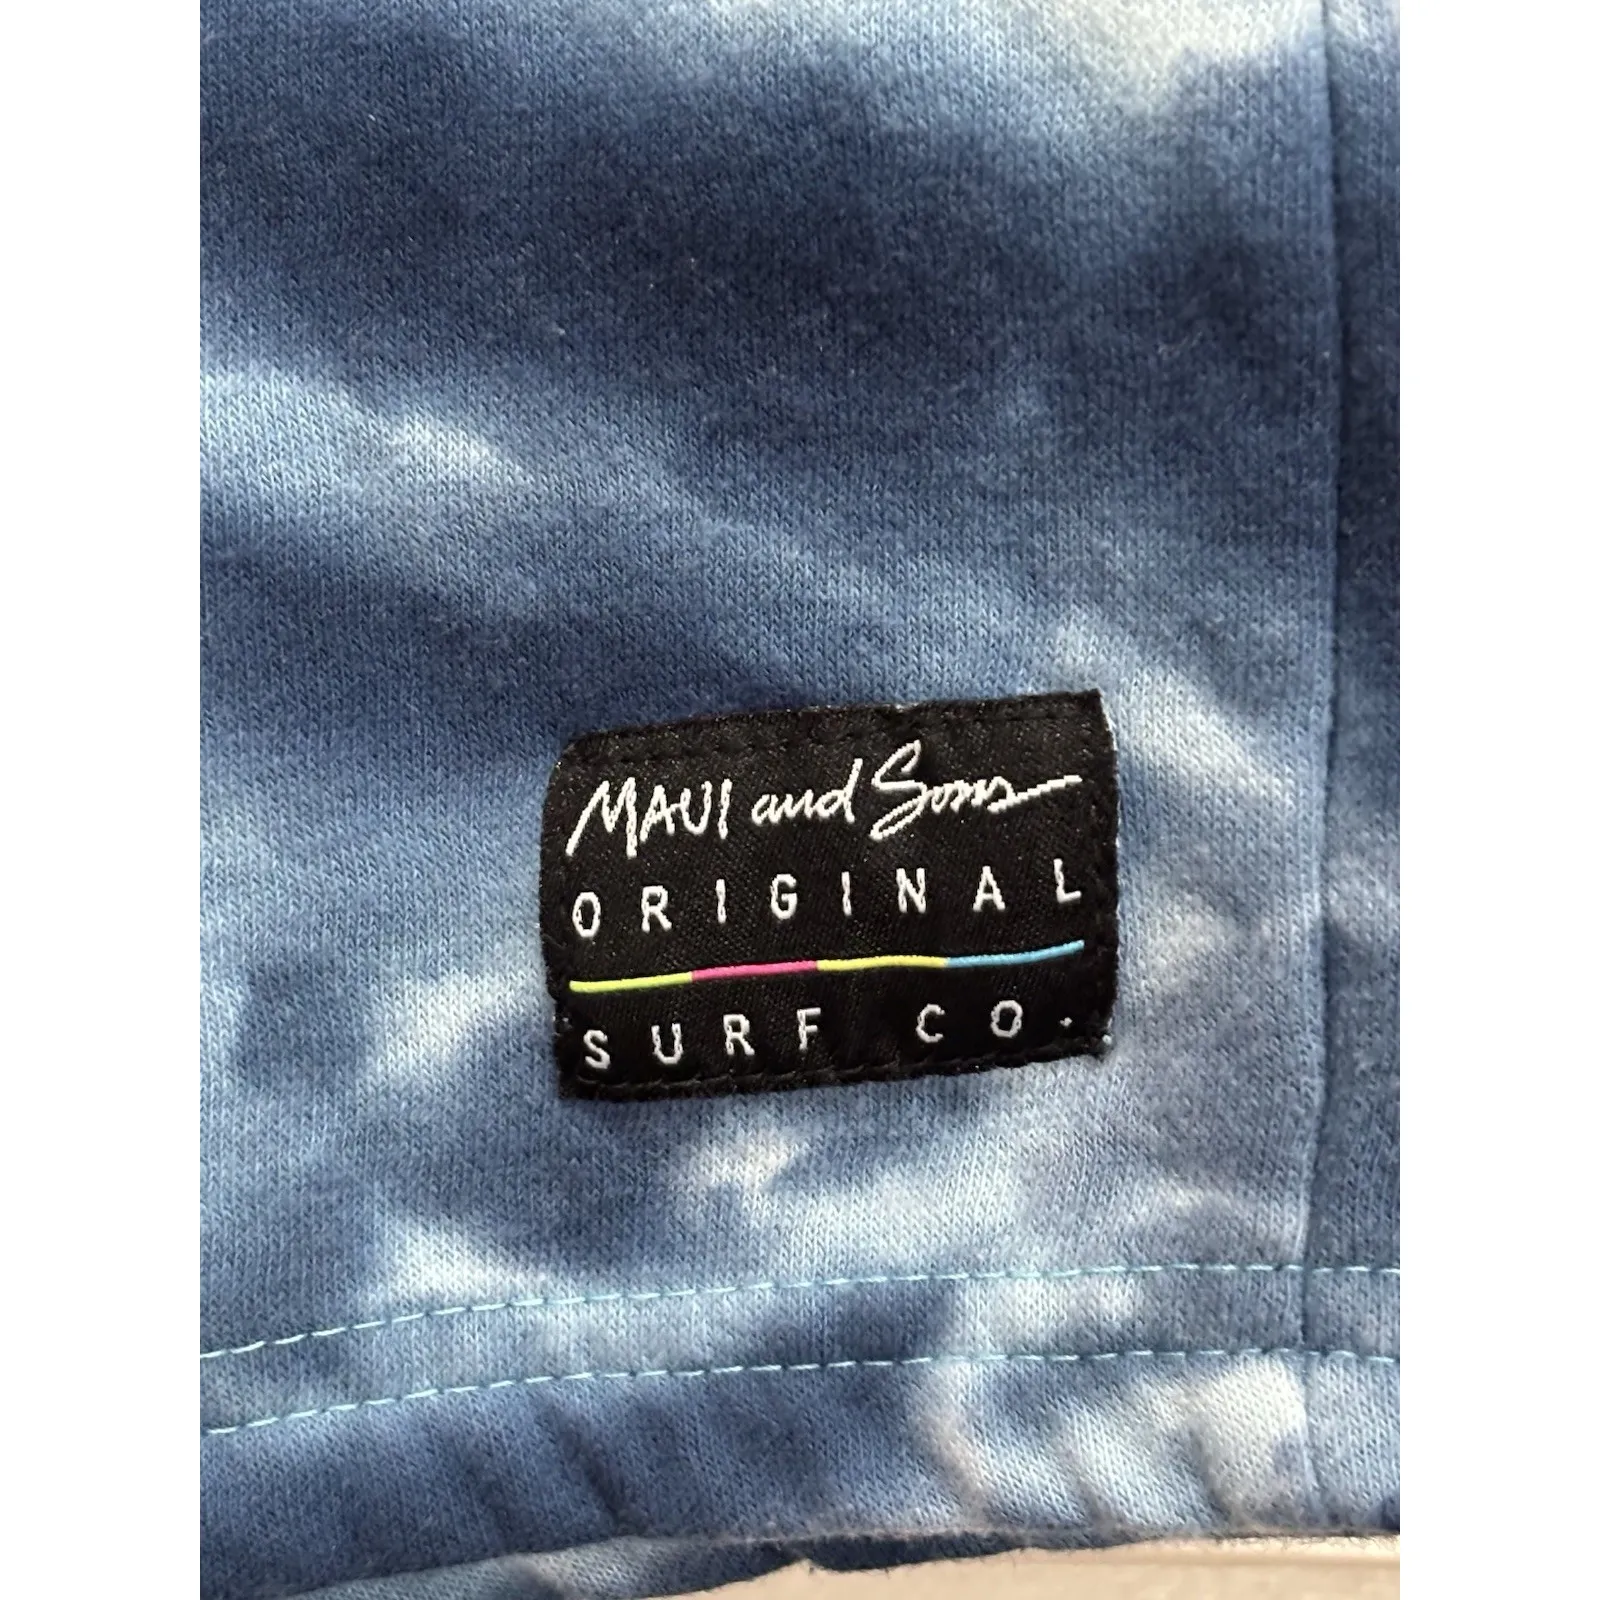 MAUI and Sons
ORIGINAL
SURF CO.